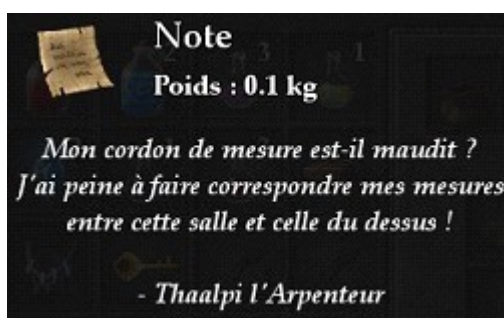 Note
Poids : 0.1 kg
Mon cordon de mesure est-il maudit ?
J'ai peine à faire correspondre mes mesures
entre cette salle et celle du dessus !
- Thaalpi l'Arpenteur